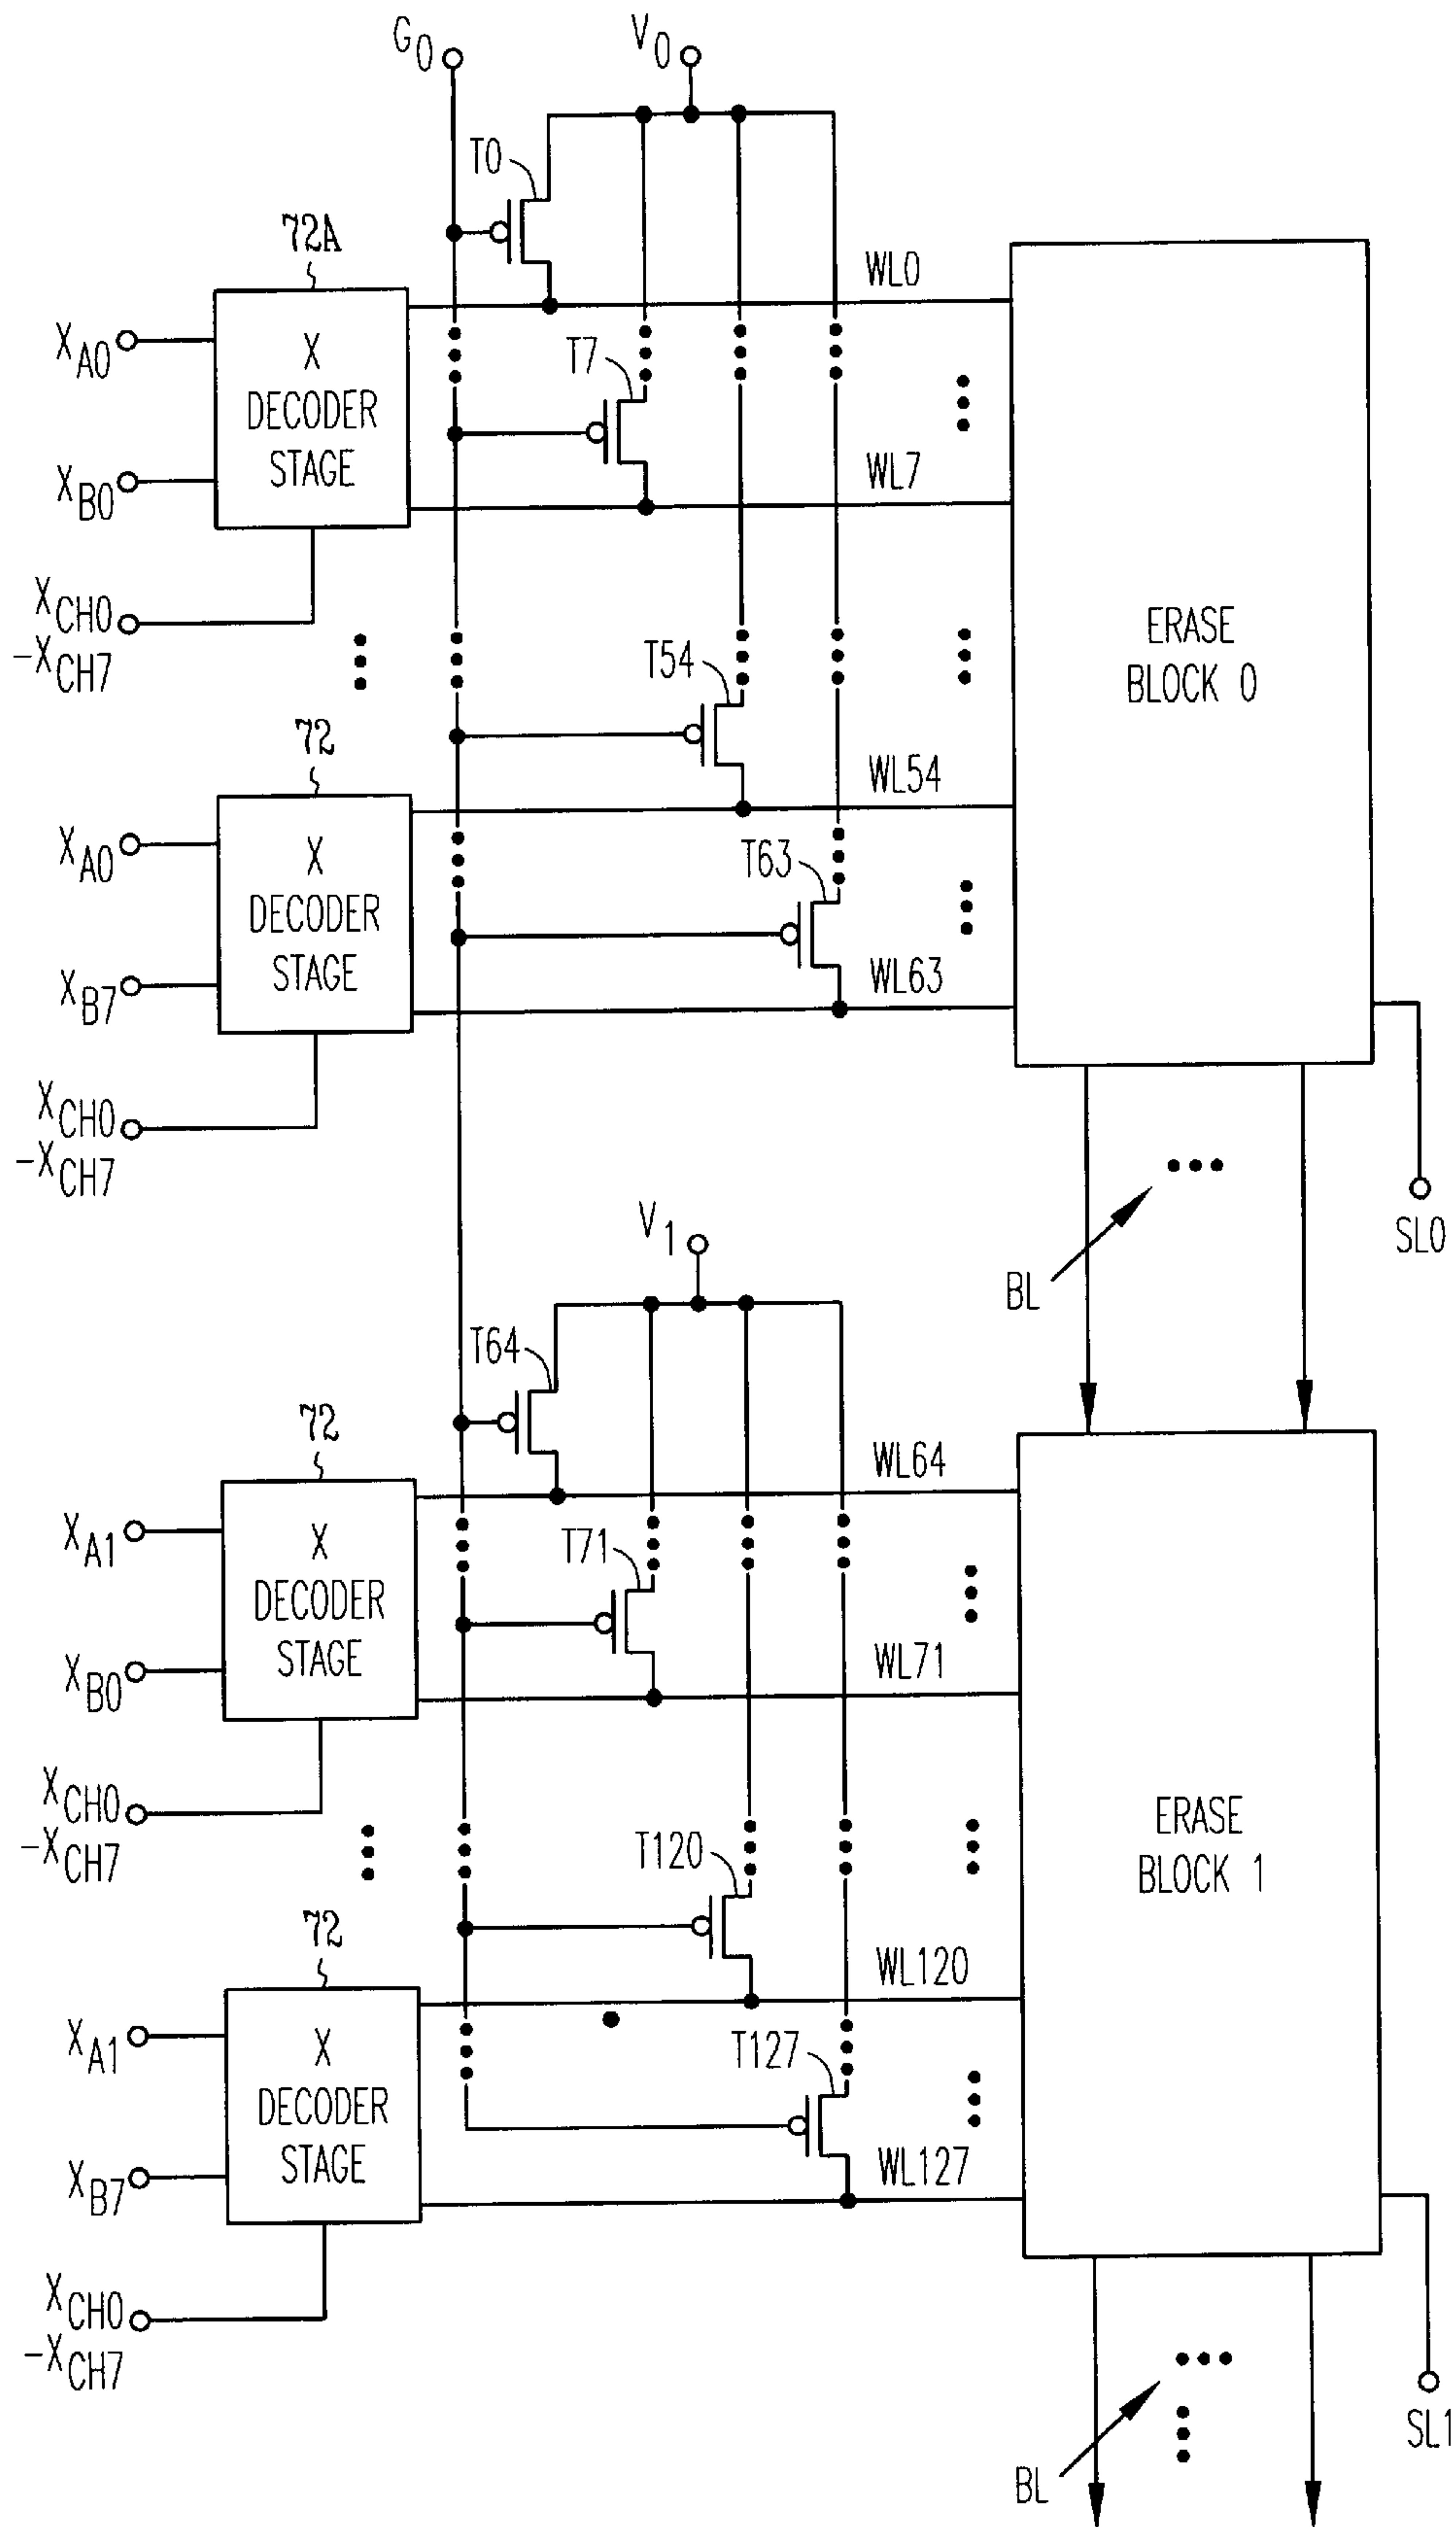 G0
V0
T0
72A
WL0
XA0
X
DECODER
STAGE
T7
XB0
WL7
XCH0
-XCH7
ERASE
BLOCK 0
T54
72
WL54
XA0
X
DECODER
STAGE
T63
XB7
WL63
XCH0
-XCH7
SL0
BL
V1
T64
72
WL64
XA1
X
DECODER
STAGE
T71
XB0
WL71
XCH0
-XCH7
ERASE
BLOCK 1
T120
72
WL120
XA1
X
DECODER
STAGE
T127
XB7
WL127
XCH0
-XCH7
SL1
BL